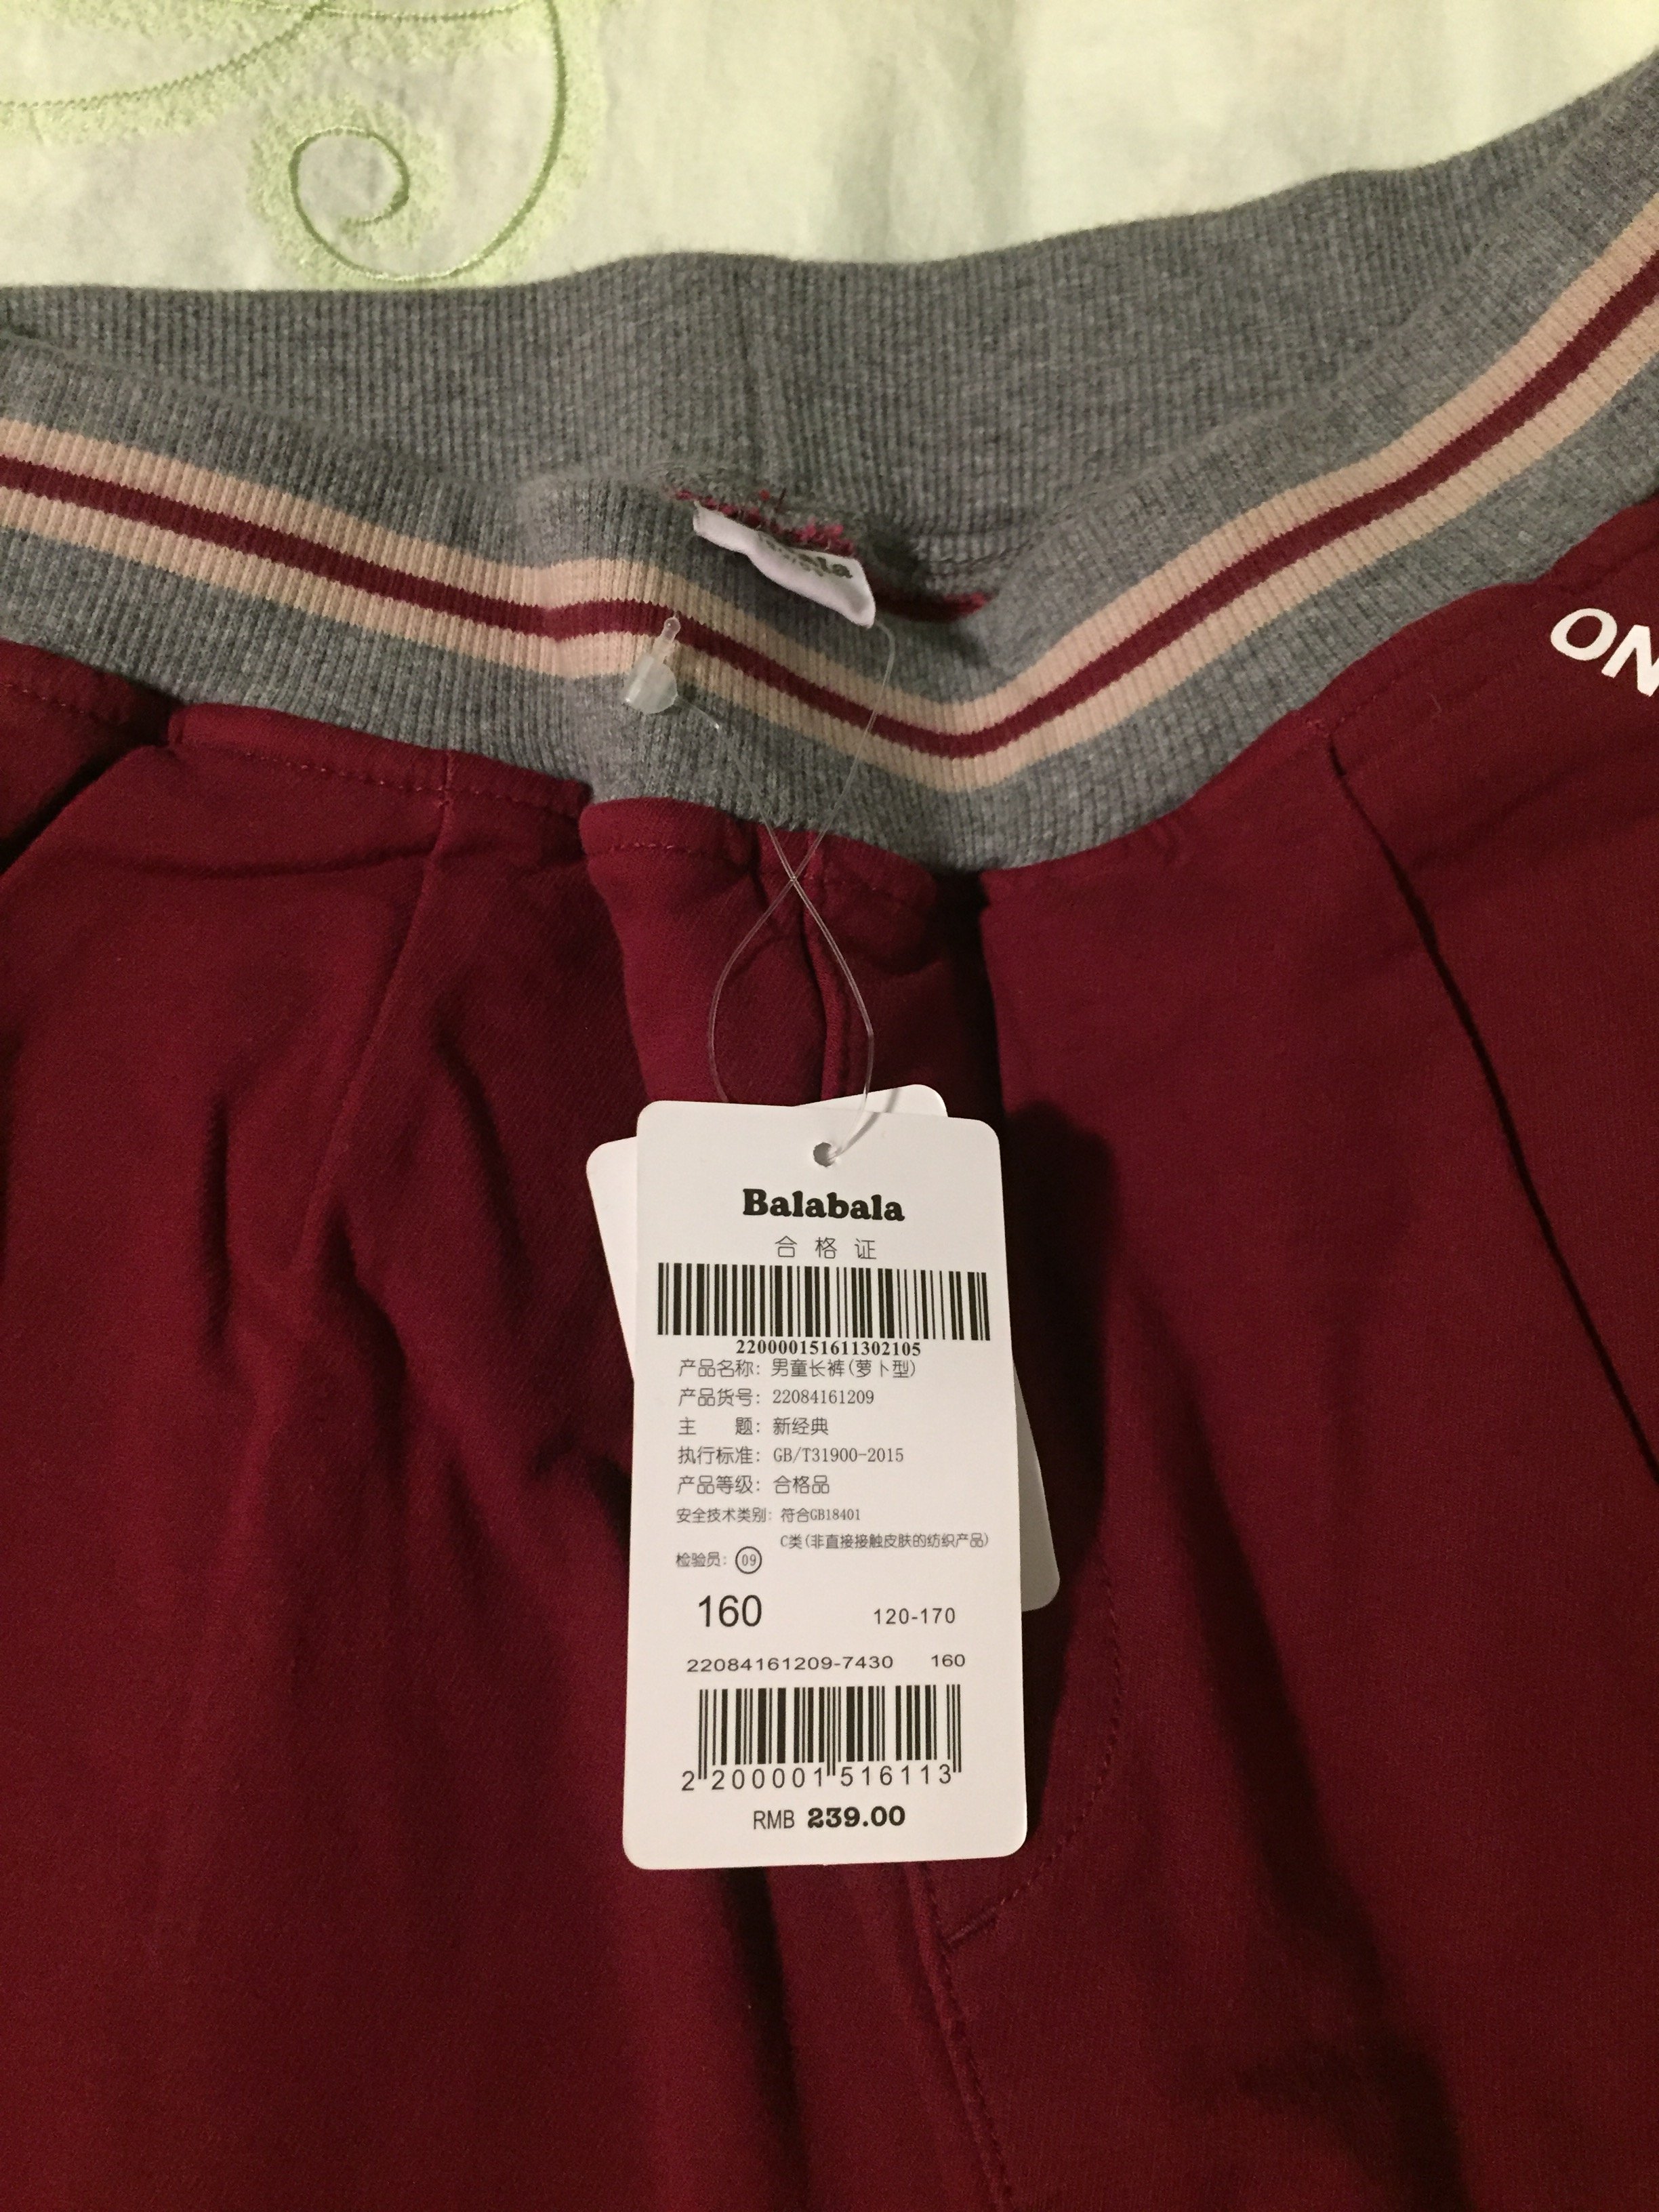 ON
Balabala
合格证
220000151611302105
产品名称: 男童长裤(萝卜型)
产品货号: 22084161209
主 题: 新经典
执行标准: GB/T31900-2015
产品等级: 合格品
安全技术类别: 符合GB18401
C类(非直接接触皮肤的纺织产品)
检验员: 09
160 120-170
22084161209-7430 160
2 200001 516113
RMB 239.00